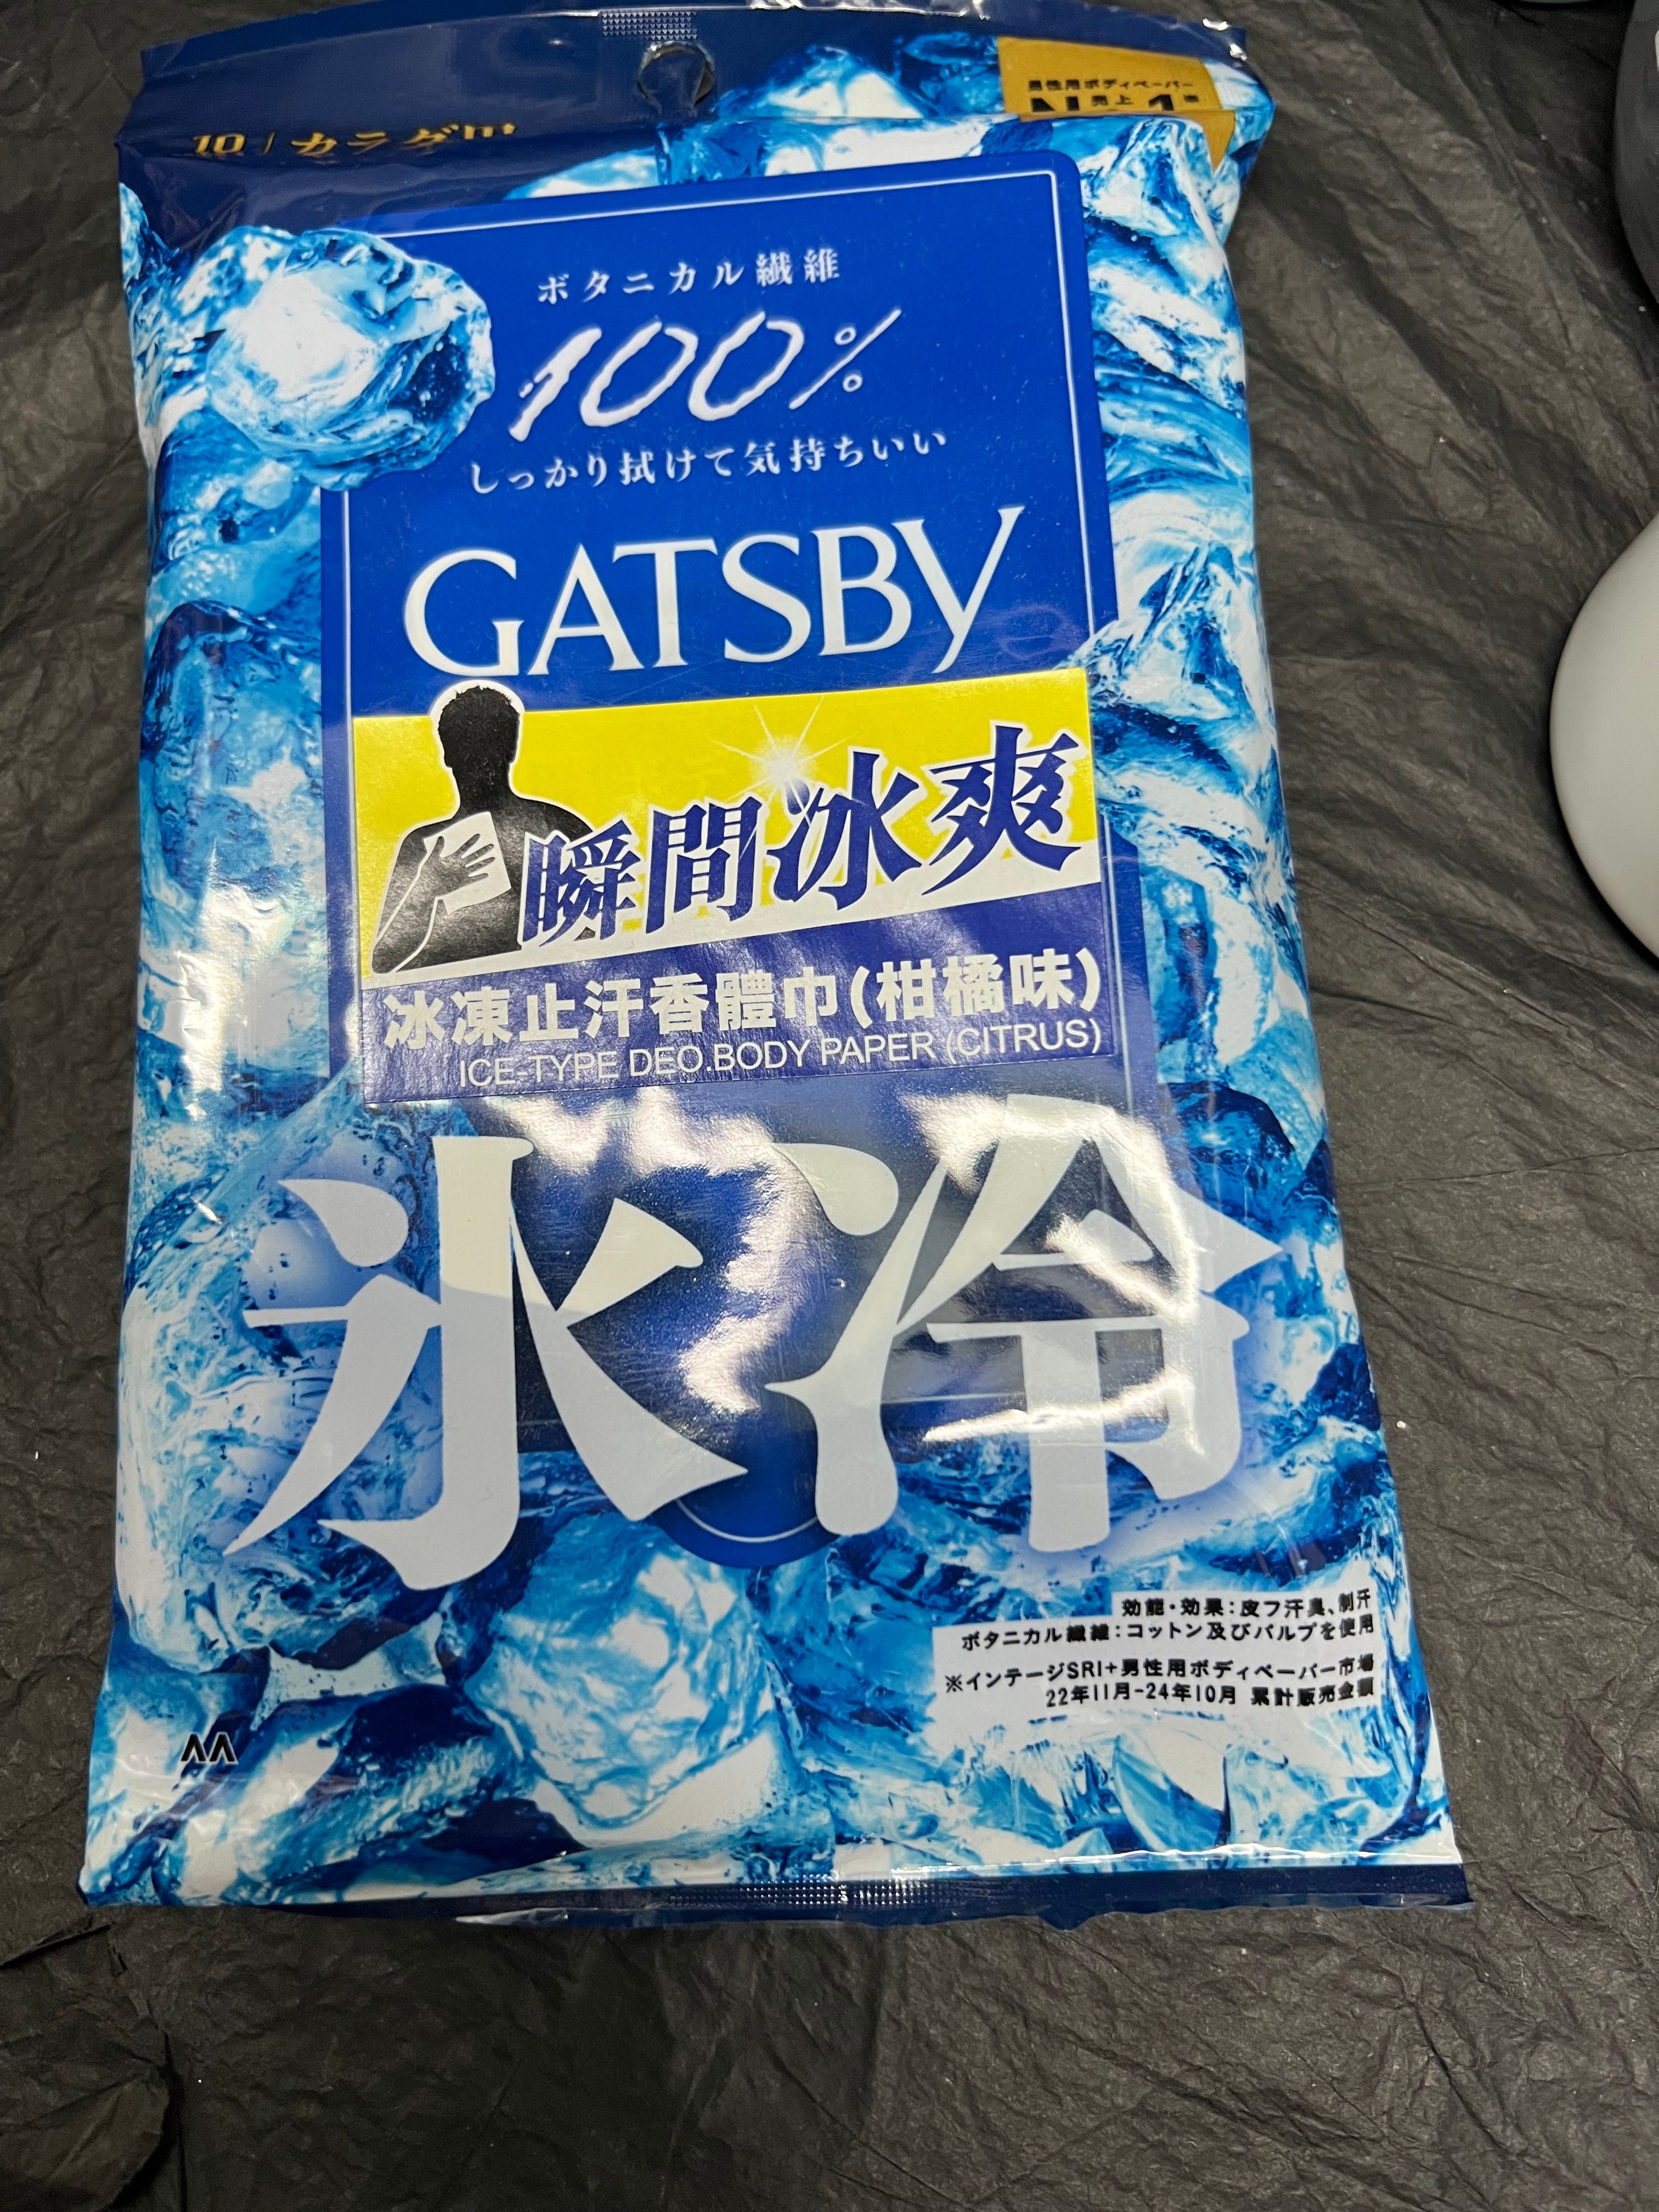 男性用ボディペーパー
売上
10 / カラダ用
ボタニカル繊維
100%
しっかり拭けて気持ちいい
GATSBY
瞬間冰爽
冰凍止汗香體巾(柑橘味)
ICE-TYPE DEO.BODY PAPER (CITRUS)
氷冷
効能・効果:皮フ汗臭、制汗
ボタニカル繊維:コットン及びパルプを使用
※インテージSRI+男性用ボディペーパー市場
22年11月-24年10月 累計販売金額